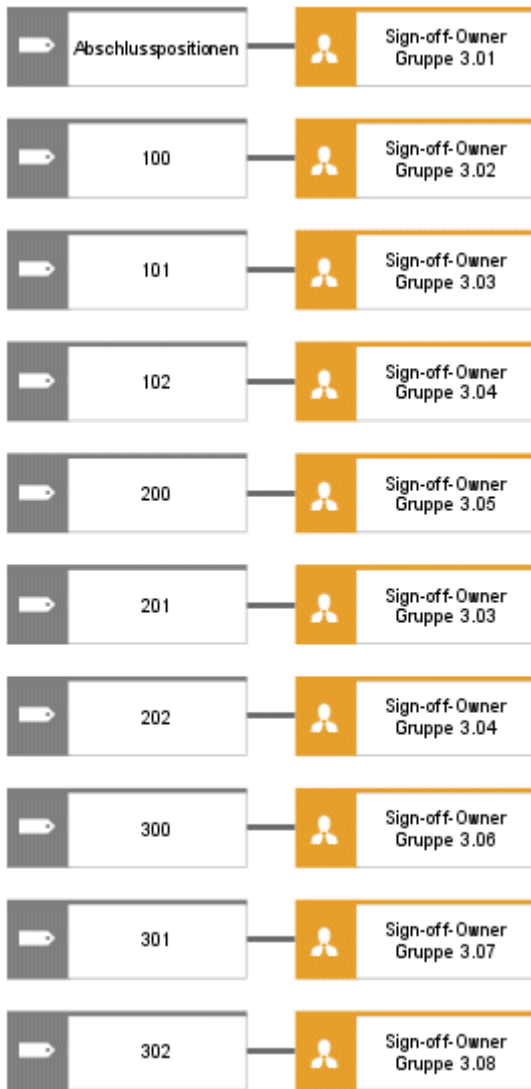 Abschlusspositionen
Sign-off-Owner
Gruppe 3.01
100
Sign-off-Owner
Gruppe 3.02
101
Sign-off-Owner
Gruppe 3.03
102
Sign-off-Owner
Gruppe 3.04
200
Sign-off-Owner
Gruppe 3.05
201
Sign-off-Owner
Gruppe 3.03
202
Sign-off-Owner
Gruppe 3.04
300
Sign-off-Owner
Gruppe 3.06
301
Sign-off-Owner
Gruppe 3.07
302
Sign-off-Owner
Gruppe 3.08